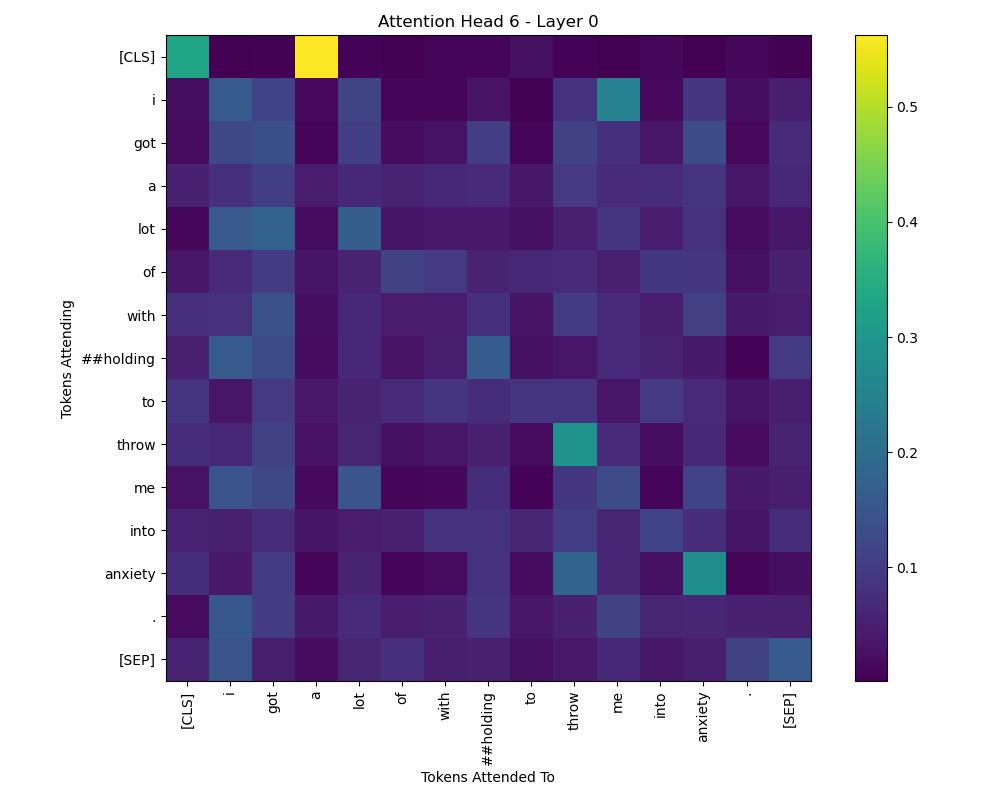 Attention Head 6 - Layer 0
Tokens Attending
[CLS]
i
got
a
lot
of
with
##holding
to
throw
me
into
anxiety
.
[SEP]
[CLS]
i
got
a
lot
of
with
##holding
to
throw
me
into
anxiety
.
[SEP]
Tokens Attended To
0.5
0.4
0.3
0.2
0.1